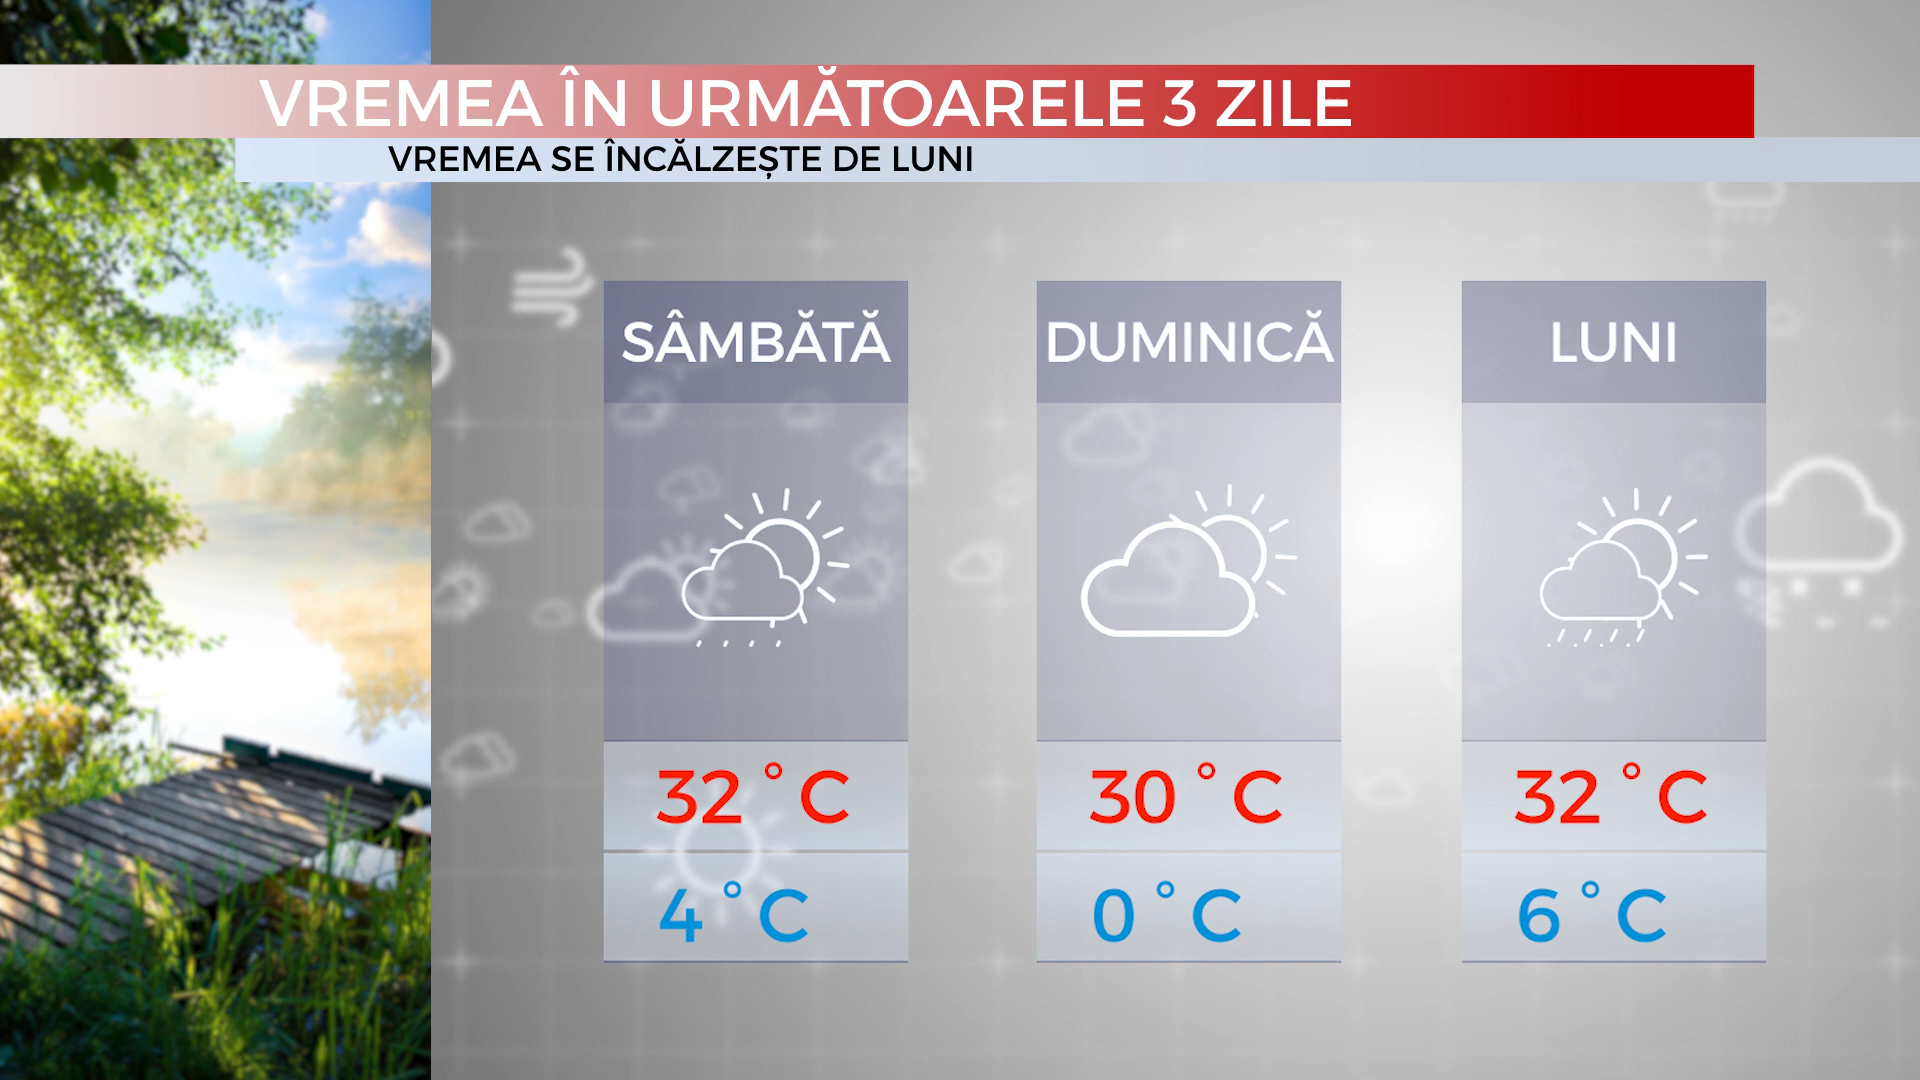 VREMEA ÎN URMĂTOARELE 3 ZILE
VREMEA SE ÎNCĂLZEȘTE DE LUNI
SÂMBĂTĂ
32°C
4°C
DUMINICĂ
30°C
0°C
LUNI
32°C
6°C